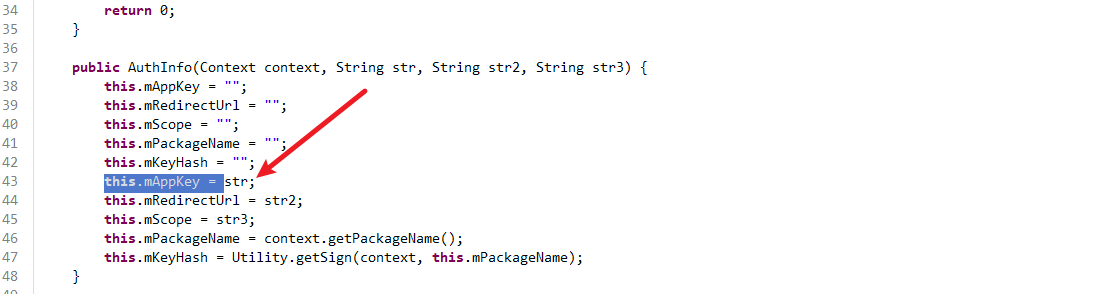 34 return 0;
35 }
36
37 public AuthInfo(Context context, String str, String str2, String str3) {
38 this.mAppKey = "";
39 this.mRedirectUrl = "";
40 this.mScope = "";
41 this.mPackageName = "";
42 this.mKeyHash = "";
43 this.mAppKey = str;
44 this.mRedirectUrl = str2;
45 this.mScope = str3;
46 this.mPackageName = context.getPackageName();
47 this.mKeyHash = Utility.getSign(context, this.mPackageName);
48 }